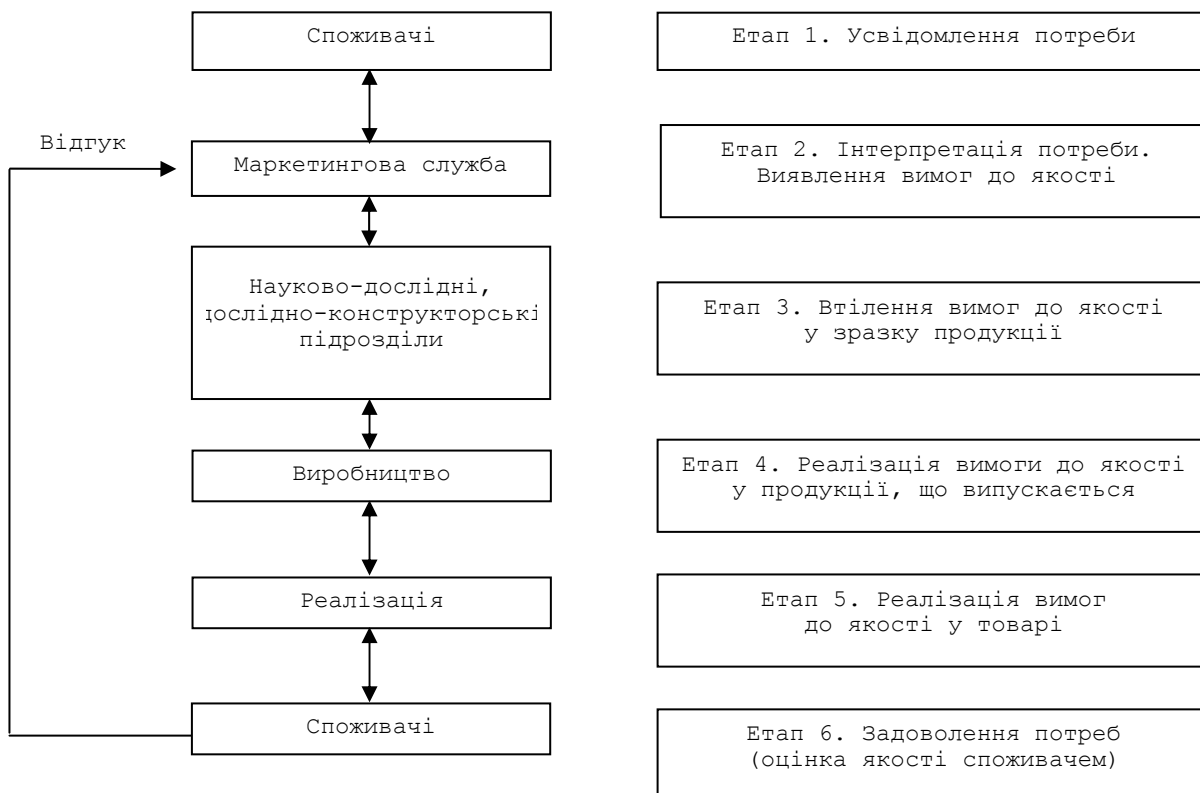 Споживачі
Етап 1. Усвідомлення потреби
Відгук
Маркетингова служба
Етап 2. Інтерпретація потреби.
Виявлення вимог до якості
Науково-дослідні,
дослідно-конструкторські
підрозділи
Етап 3. Втілення вимог до якості
у зразку продукції
Виробництво
Етап 4. Реалізація вимоги до якості
у продукції, що випускається
Реалізація
Етап 5. Реалізація вимог
до якості у товарі
Споживачі
Етап 6. Задоволення потреб
(оцінка якості споживачем)